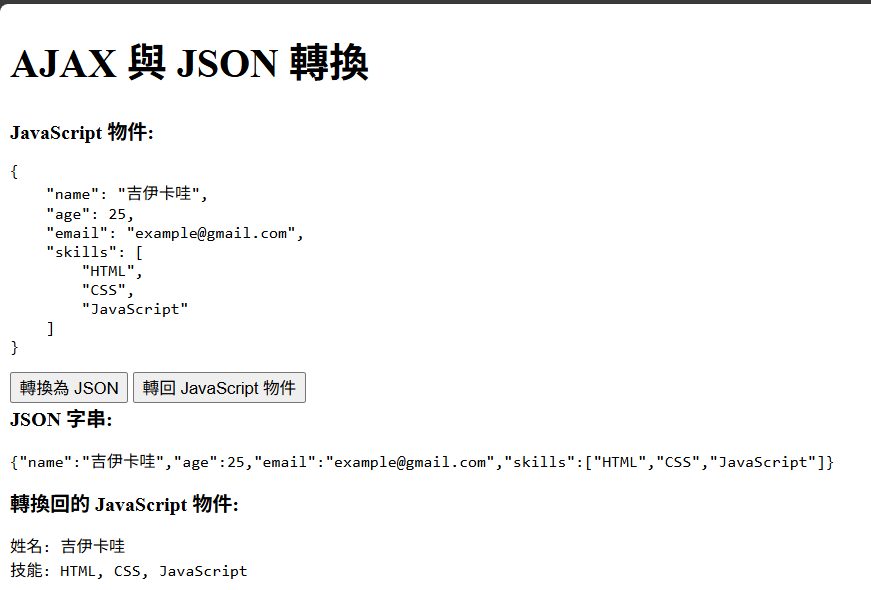 AJAX 與 JSON 轉換
JavaScript 物件:
{
    "name": "吉伊卡哇",
    "age": 25,
    "email": "example@gmail.com",
    "skills": [
        "HTML",
        "CSS",
        "JavaScript"
    ]
}
轉換為 JSON 轉回 JavaScript 物件
JSON 字串:
{"name":"吉伊卡哇","age":25,"email":"example@gmail.com","skills":["HTML","CSS","JavaScript"]}
轉換回的 JavaScript 物件:
姓名: 吉伊卡哇
技能: HTML, CSS, JavaScript